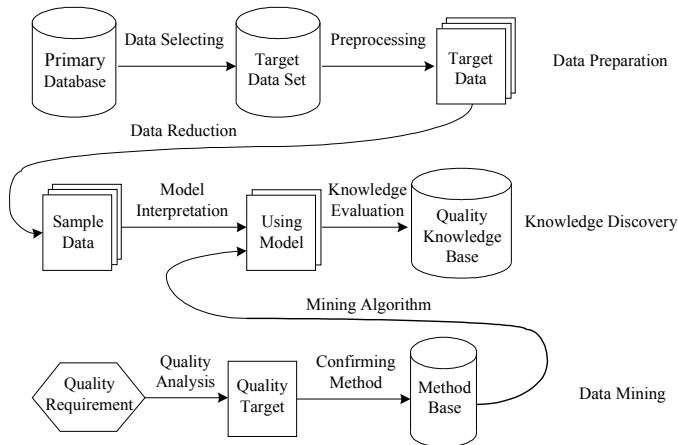 Data Selecting
Preprocessing
Primary
Database
Target
Data Set
Target
Data
Data Preparation
Data Reduction
Model
Interpretation
Knowledge
Evaluation
Sample
Data
Using
Model
Quality
Knowledge
Base
Knowledge Discovery
Mining Algorithm
Quality
Analysis
Confirming
Method
Quality
Requirement
Quality
Target
Method
Base
Data Mining